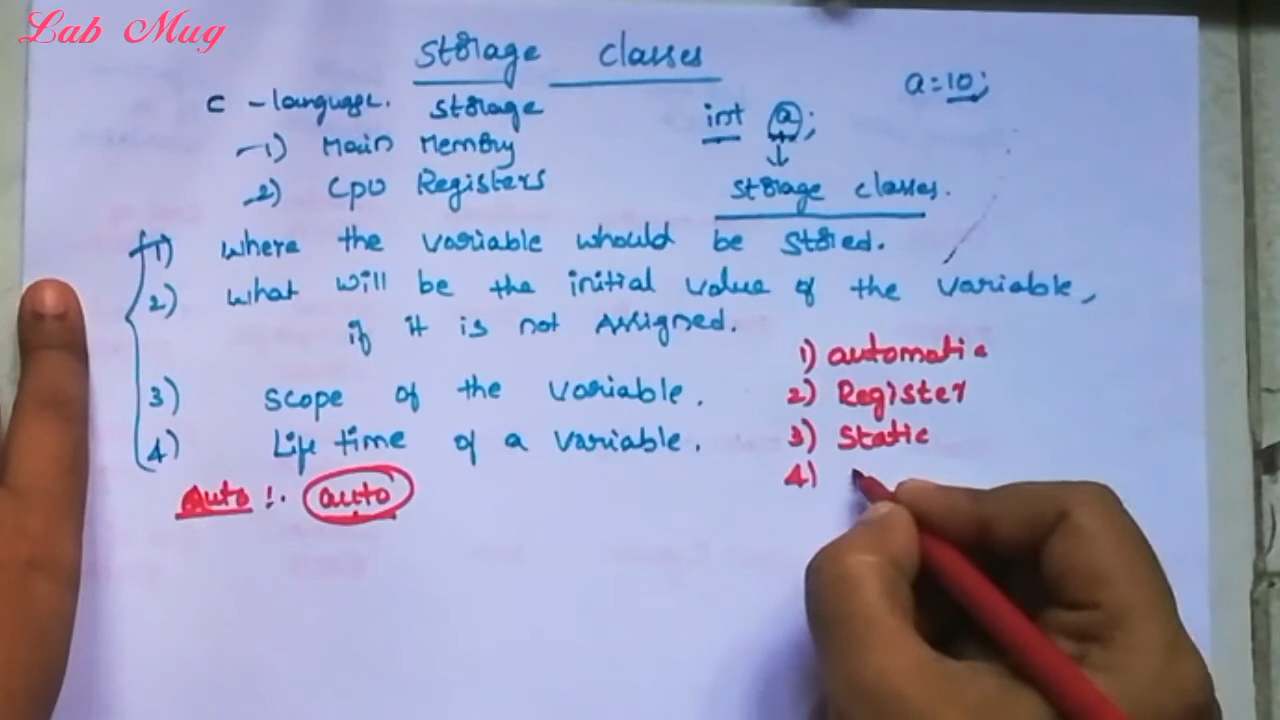 Lab Mug
Storage Classes
a=10;
C - language. Storage
int a;
1) Main Memory
2) CPU Registers
Storage classes.
1) where the variable whould be stored.
2) what will be the initial value of the variable,
if it is not Assigned.
3) Scope of the variable.
4) Life time of a variable.
1) automatic
2) Register
3) Static
4)
Auto :. auto